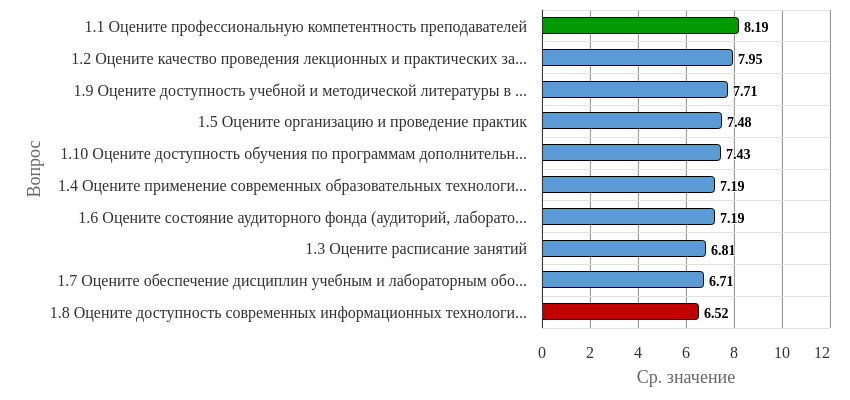 1.1 Оцените профессиональную компетентность преподавателей 8.19
1.2 Оцените качество проведения лекционных и практических за... 7.95
1.9 Оцените доступность учебной и методической литературы в ... 7.71
1.5 Оцените организацию и проведение практик 7.48
1.10 Оцените доступность обучения по программам дополнительн... 7.43
1.4 Оцените применение современных образовательных технологи... 7.19
1.6 Оцените состояние аудиторного фонда (аудиторий, лаборато... 7.19
1.3 Оцените расписание занятий 6.81
1.7 Оцените обеспечение дисциплин учебным и лабораторным обо... 6.71
1.8 Оцените доступность современных информационных технологи... 6.52
Вопрос
0 2 4 6 8 10 12
Ср. значение